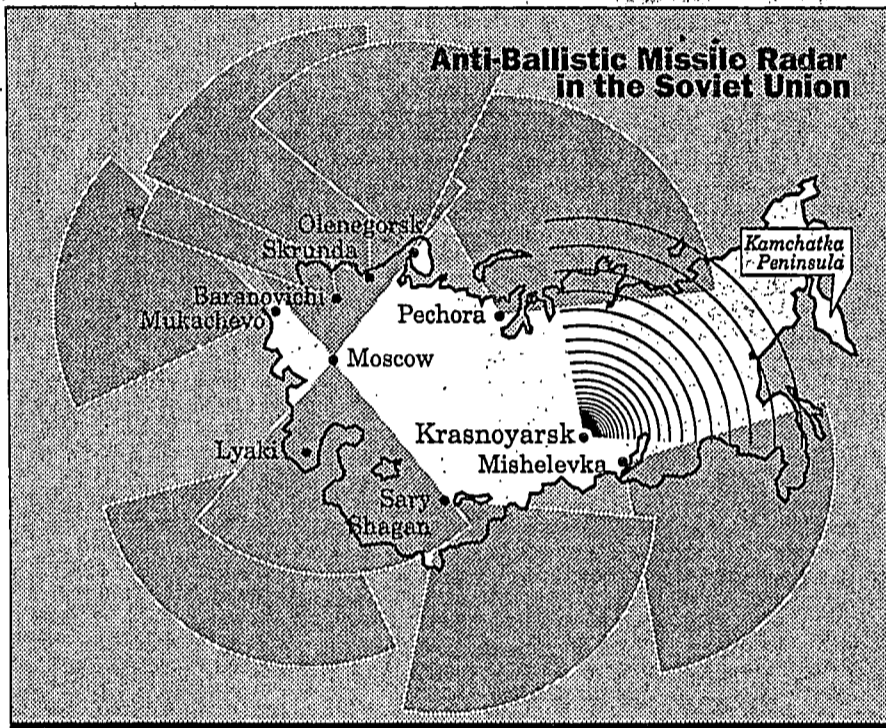 Anti-Ballistic Missile Radar
in the Soviet Union
Kamchatka
Peninsula
Olenegorsk
Skrunda
Baranovichi
Mukachevo
Pechora
Moscow
Krasnoyarsk
Lyaki
Mishelevka
Sary
Shagan